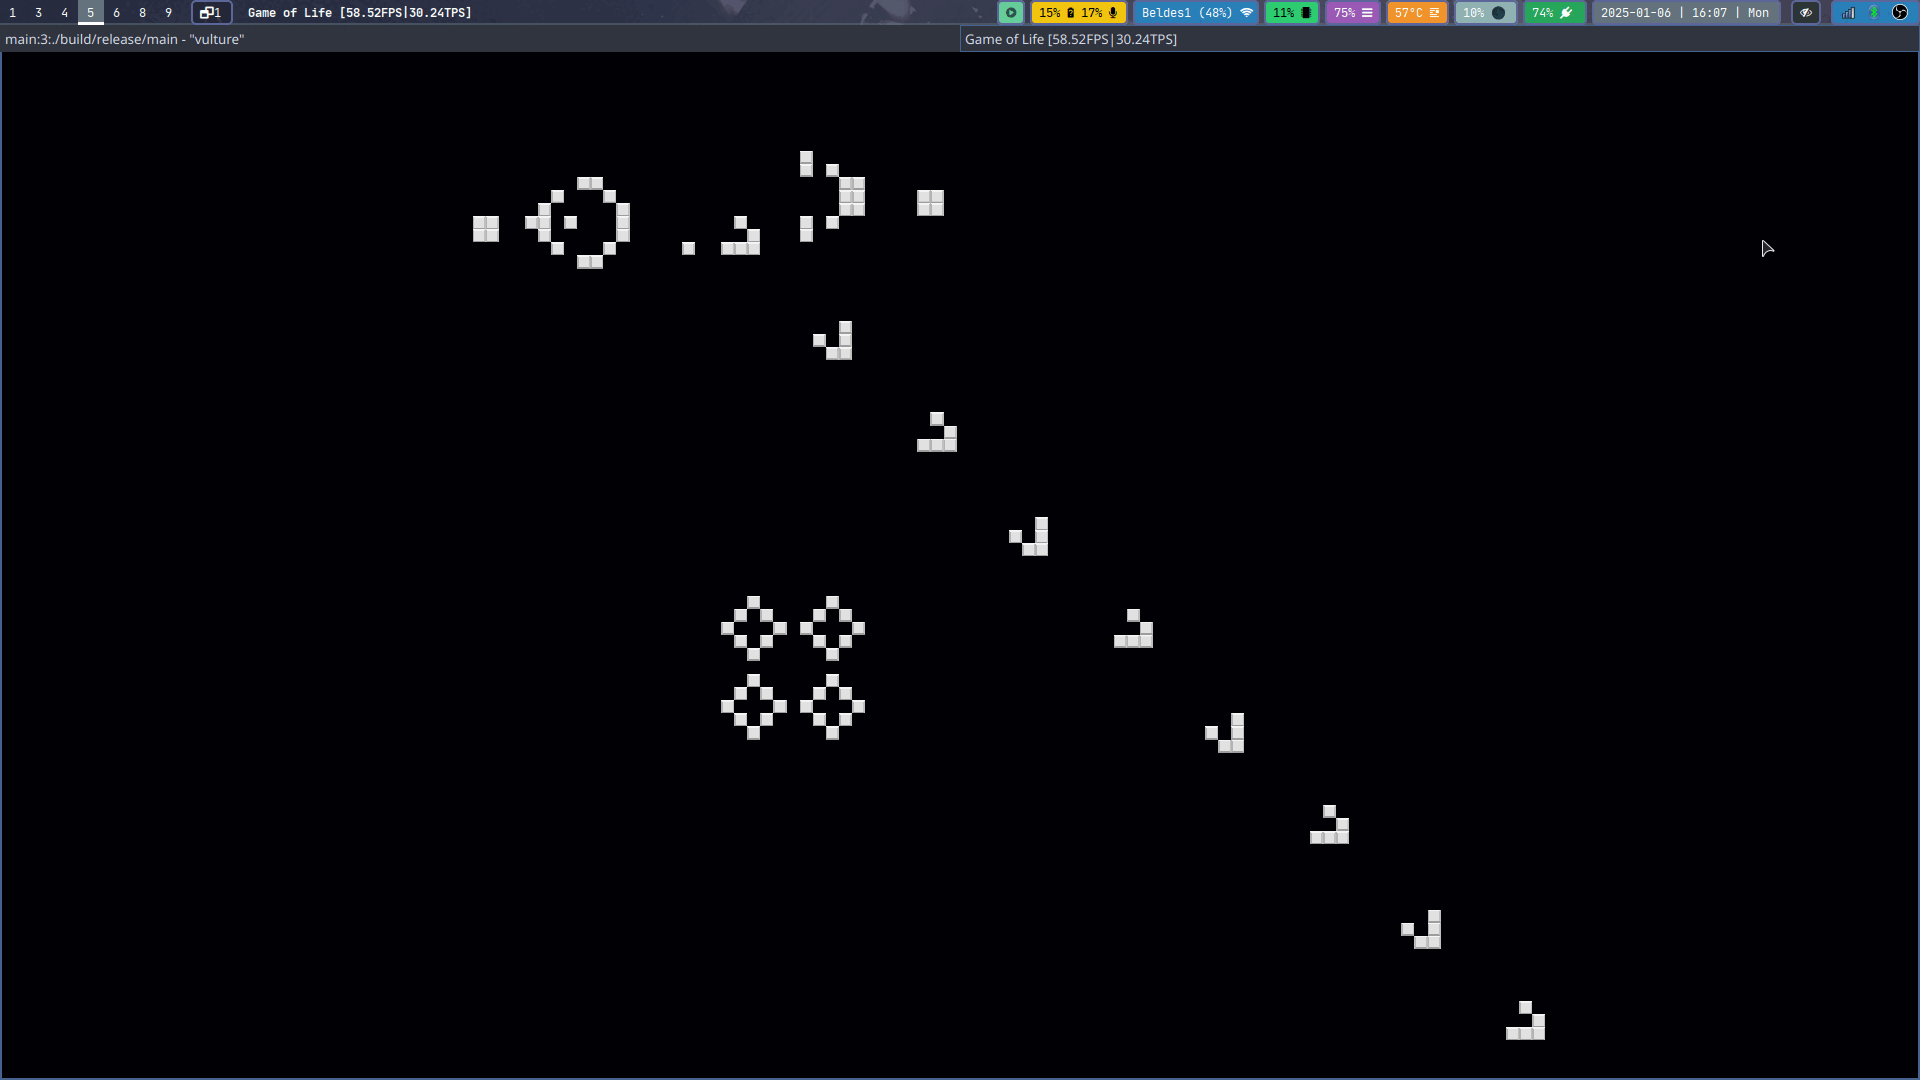 1 3 4 5 6 8 9 1 Game of Life [58.52FPS|30.24TPS] 15% 17% Beldes1 (48%) 11% 75% 57°C 10% 74% 2025-01-06 | 16:07 | Mon
main:3:./build/release/main - "vulture" Game of Life [58.52FPS|30.24TPS]